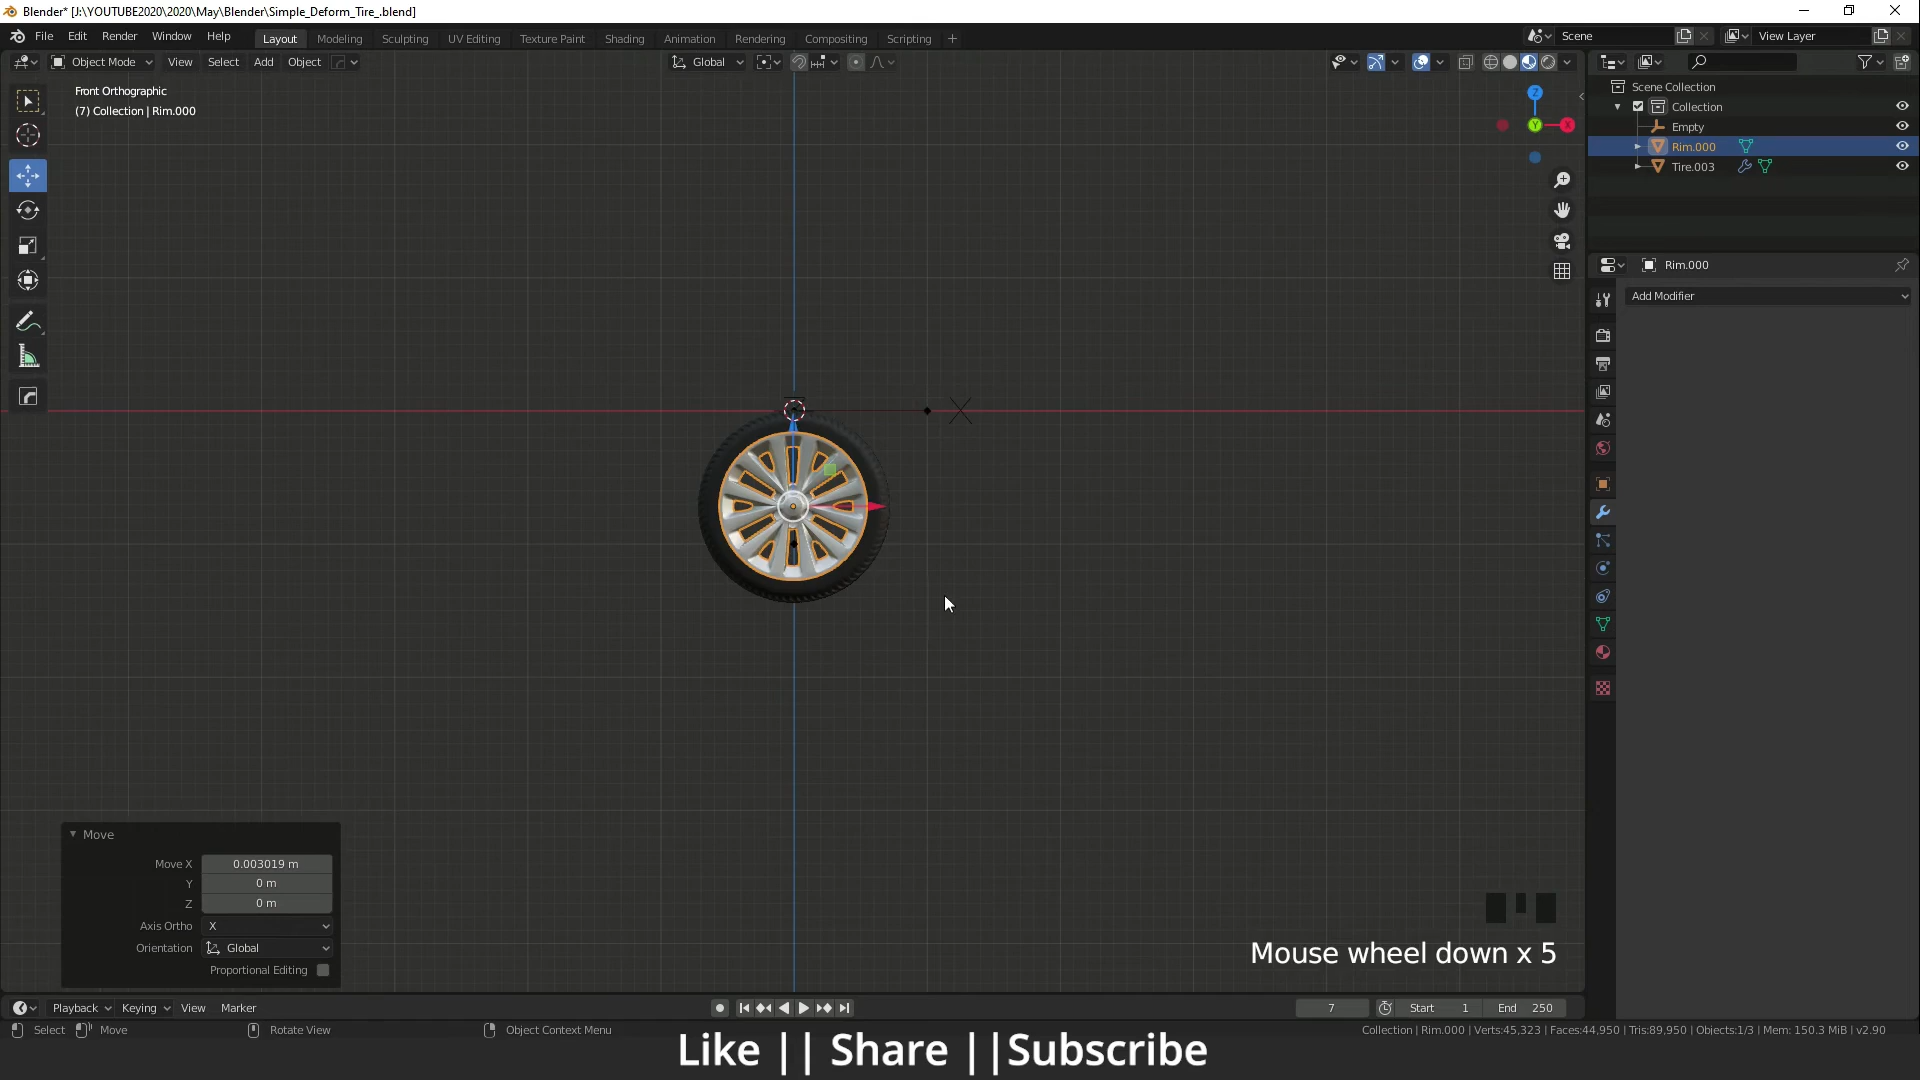 Blender* [J:\YOUTUBE2020\2020\May\Blender\Simple_Deform_Tire_.blend]
File Edit Render Window Help Layout Modeling Sculpting UV Editing Texture Paint Shading Animation Rendering Compositing Scripting + Scene View Layer
Object Mode View Select Add Object Global
Front Orthographic
(7) Collection | Rim.000
Z
Y X
Scene Collection
Collection
Empty
Rim.000
Tire.003
Rim.000
Add Modifier
Move
Move X 0.003019 m
Y 0 m
Z 0 m
Axis Ortho X
Orientation Global
Proportional Editing
Mouse wheel down x 5
Playback Keying View Marker 7 Start 1 End 250
Select Move Rotate View Object Context Menu Collection | Rim.000 | Verts:45,323 | Faces:44,950 | Tris:89,950 | Objects:1/3 | Mem: 150.3 MiB | v2.90
Like || Share ||Subscribe